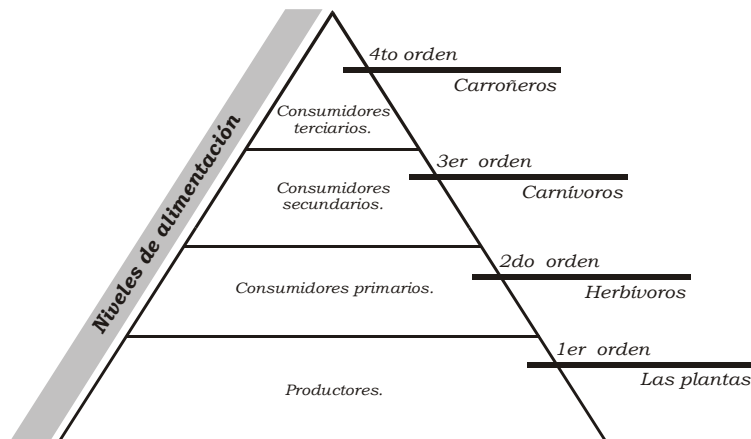 4to orden
Carroñeros
Consumidores
terciarios.
3er orden
Carnívoros
Consumidores
secundarios.
2do orden
Herbívoros
Consumidores primarios.
1er orden
Las plantas
Productores.
Niveles de alimentación